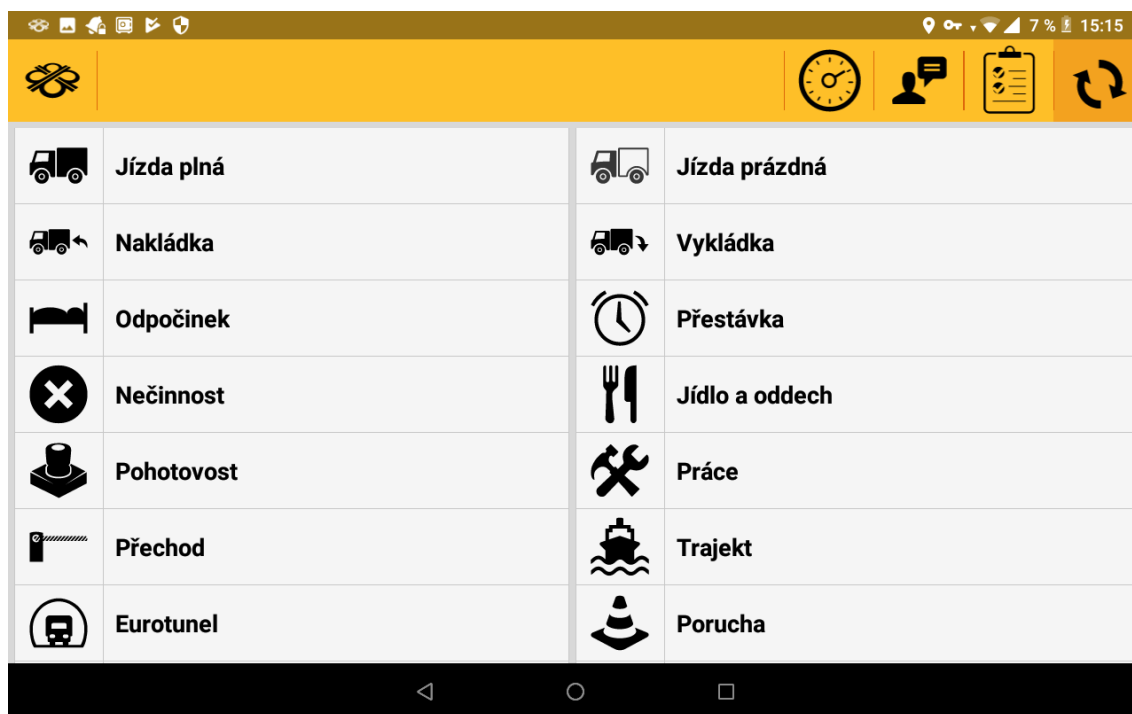 7 % 15:15
Jízda plná
Jízda prázdná
Nakládka
Vykládka
Odpočinek
Přestávka
Nečinnost
Jídlo a oddech
Pohotovost
Práce
Přechod
Trajekt
Eurotunel
Porucha